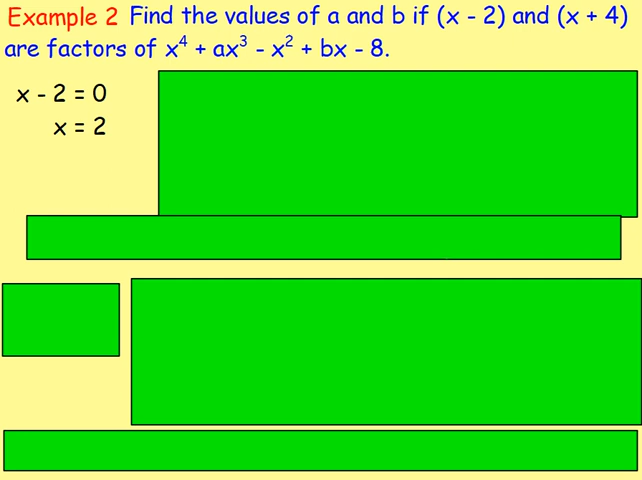 Example 2 Find the values of a and b if (x - 2) and (x + 4)
are factors of x⁴ + ax³ - x² + bx - 8.
x - 2 = 0
x = 2